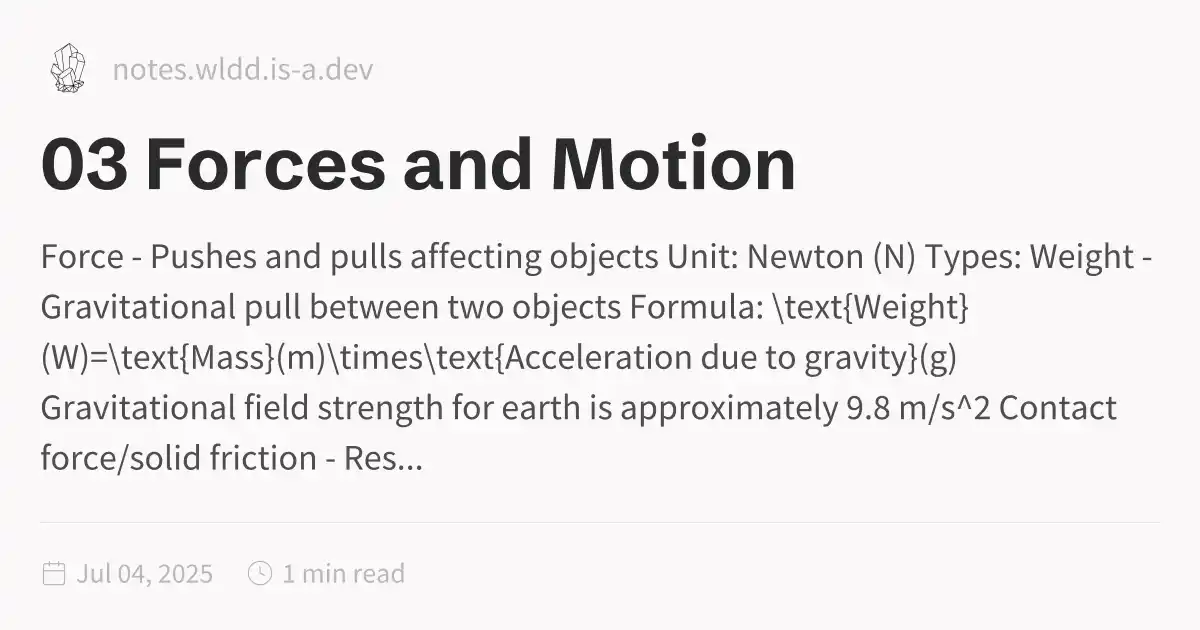 notes.wldd.is-a.dev
03 Forces and Motion
Force - Pushes and pulls affecting objects Unit: Newton (N) Types: Weight -
Gravitational pull between two objects Formula: \text{Weight}
(W)=\text{Mass}(m)\times\text{Acceleration due to gravity}(g)
Gravitational field strength for earth is approximately 9.8 m/s^2 Contact
force/solid friction - Res...
Jul 04, 2025 1 min read